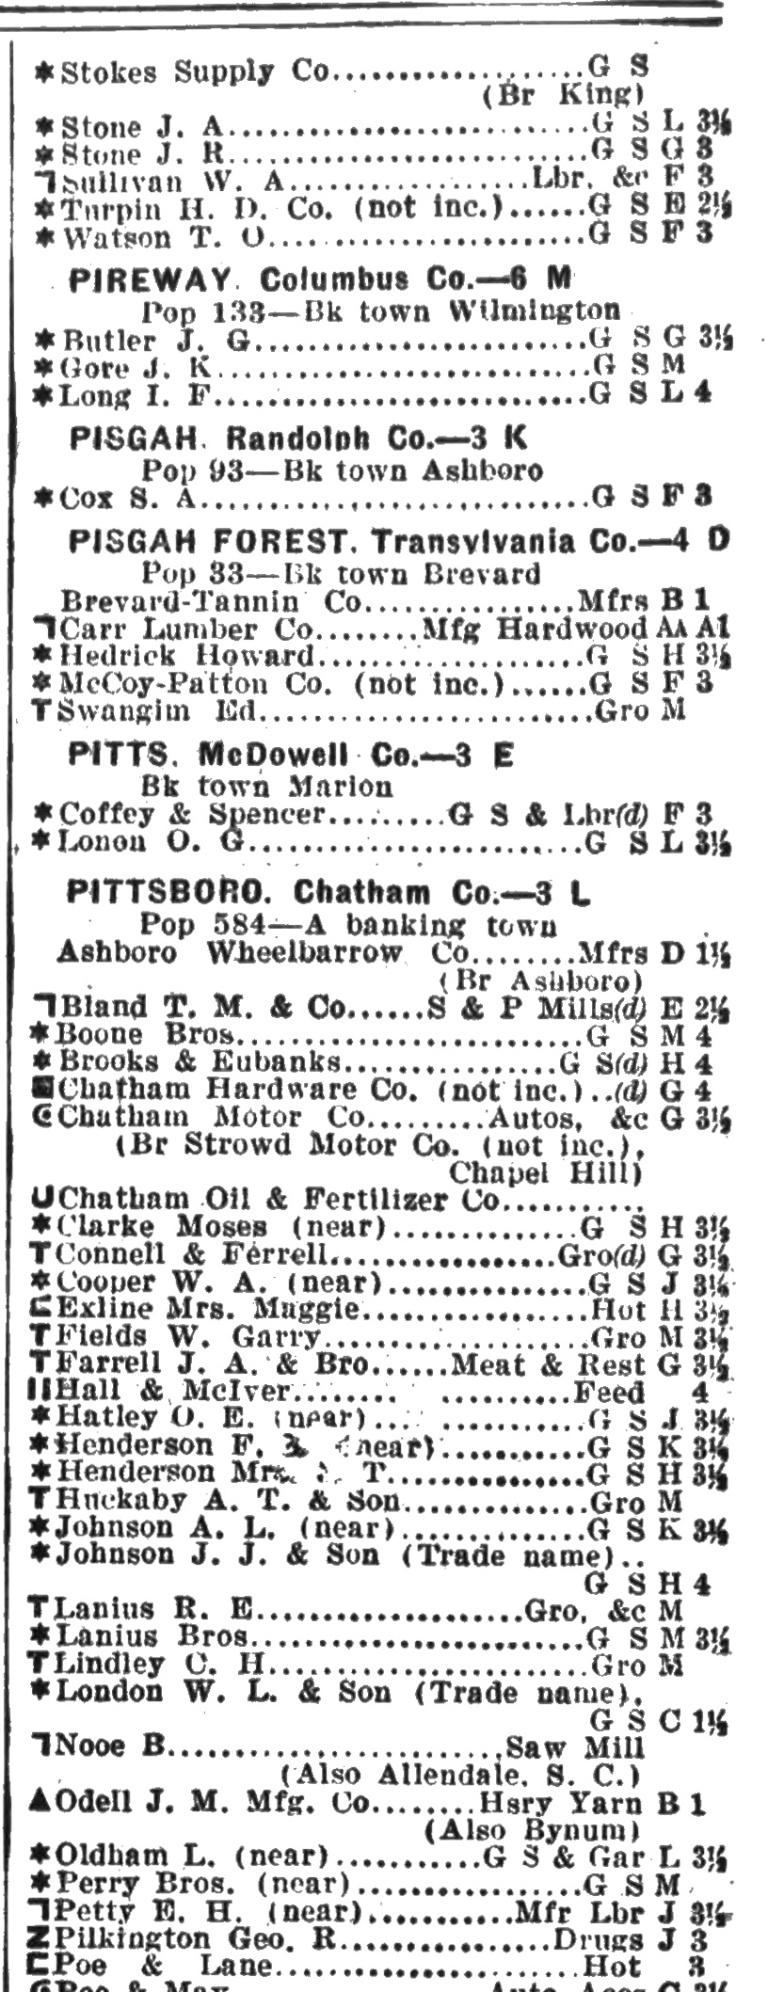 ✶Stokes Supply Co....................G S
(Br King)
✶Stone J. A..........................G S L 3½
✶Stone J. R..........................G S G 3
ꓶSullivan W. A.................Lbr, &c F 3
✶Turpin H. D. Co. (not inc.)......G S E 2½
✶Watson T. O.......................G S F 3
PIREWAY. Columbus Co.—6 M
Pop 133—Bk town Wilmington
✶Butler J. G........................G S G 3½
✶Gore J. K...........................G S M
✶Long I. F...........................G S L 4
PISGAH. Randolph Co.—3 K
Pop 93—Bk town Ashboro
✶Cox S. A............................G S F 3
PISGAH FOREST. Transylvania Co.—4 D
Pop 33—Bk town Brevard
Brevard-Tannin Co...............Mfrs B 1
ꓶCarr Lumber Co........Mfg Hardwood AA A1
✶Hedrick Howard...................G S H 3½
✶McCoy-Patton Co. (not inc.)......G S F 3
TSwangim Ed........................Gro M
PITTS. McDowell Co.—3 E
Bk town Marion
✶Coffey & Spencer.........G S & Lbr(d) F 3
✶Lonon O. G.........................G S L 3½
PITTSBORO. Chatham Co.—3 L
Pop 584—A banking town
Ashboro Wheelbarrow Co........Mfrs D 1½
(Br Ashboro)
ꓶBland T. M. & Co......S & P Mills(d) E 2½
✶Boone Bros..........................G S M 4
✶Brooks & Eubanks................G S(d) H 4
Chatham Hardware Co. (not inc.)..(d) G 4
Chatham Motor Co.........Autos, &c G 3½
(Br Strowd Motor Co. (not inc.),
Chapel Hill)
UChatham Oil & Fertilizer Co...........
✶Clarke Moses (near)..............G S H 3½
TConnell & Ferrell.................Gro(d) G 3½
✶Cooper W. A. (near)...............G S J 3½
⊏Exline Mrs. Maggie.................Hot H 3½
TFields W. Garry....................Gro M 3½
TFarrell J. A. & Bro......Meat & Rest G 3½
IIHall & McIver........ ..........Feed 4
✶Hatley O. E. (near).... ...........G S J 3½
✶Henderson F. (near)...........G S K 3½
✶Henderson T...............G S H 3½
THuckaby A. T. & Son..............Gro M
✶Johnson A. L. (near)..............G S K 3½
✶Johnson J. J. & Son (Trade name)..
G S H 4
TLanius R. E....................Gro, &c M
✶Lanius Bros.........................G S M 3½
TLindley C. H........................Gro M
✶London W. L. & Son (Trade name),
G S C 1½
ꓶNooe B.........................Saw Mill
(Also Allendale, S. C.)
▲Odell J. M. Mfg. Co........Hsry Yarn B 1
(Also Bynum)
✶Oldham L. (near)...........G S & Gar L 3½
✶Perry Bros. (near).................G S M
ꓶPetty E. H. (near)...........Mfr Lbr J 3½
ZPilkington Geo. R................Drugs J 3
⊏Poe & Lane.......................Hot 3